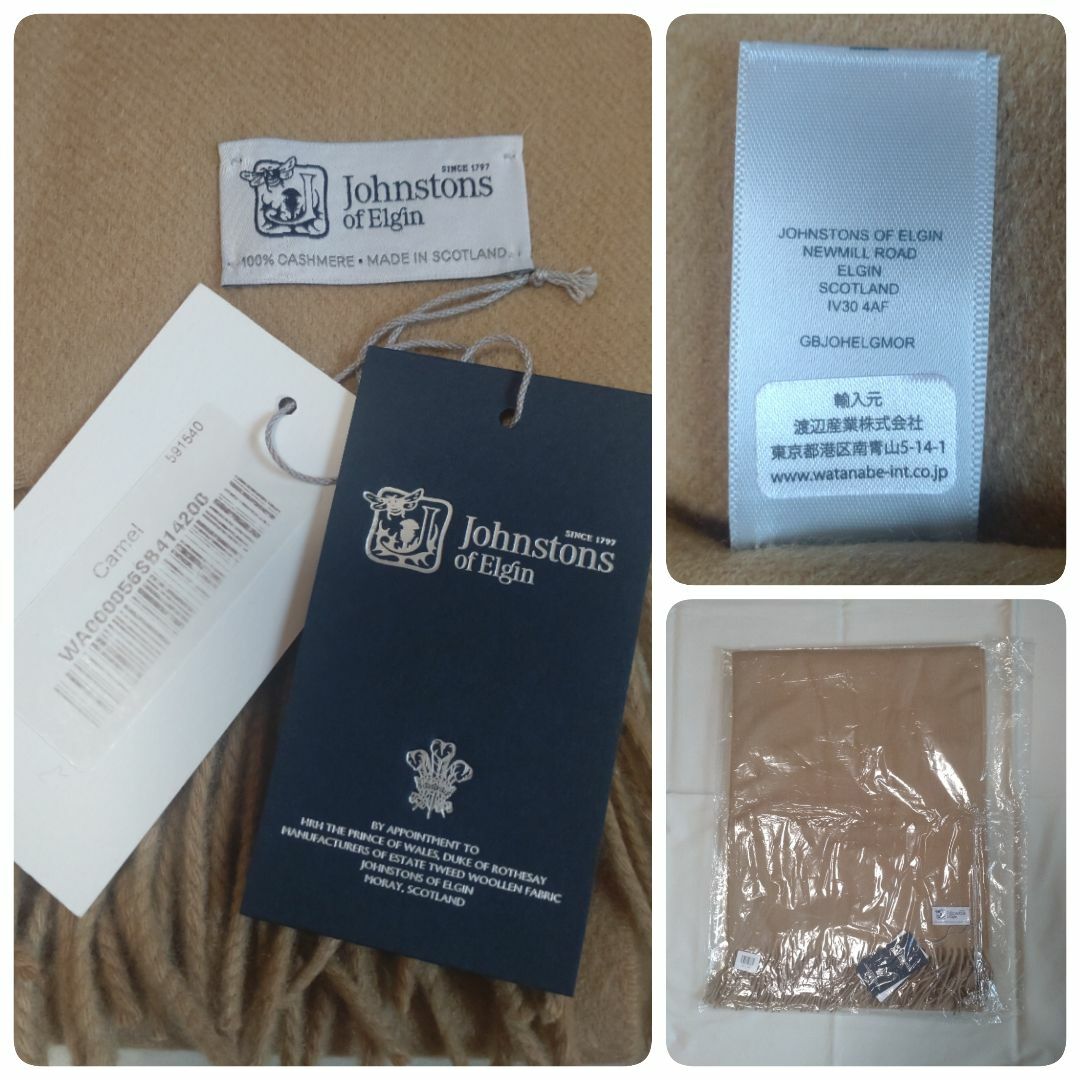 SINCE 1797
Johnstons
of Elgin
100% CASHMERE • MADE IN SCOTLAND
591540
Camel
WA000056SB414200
SINCE 1797
Johnstons
of Elgin
BY APPOINTMENT TO
HRH THE PRINCE OF WALES, DUKE OF ROTHESAY
MANUFACTURERS OF ESTATE TWEED WOOLLEN FABRIC
JOHNSTONS OF ELGIN
MORAY, SCOTLAND
JOHNSTONS OF ELGIN
NEWMILL ROAD
ELGIN
SCOTLAND
IV30 4AF
GBJOHELGMOR
輸入元
渡辺産業株式会社
東京都港区南青山5-14-1
www.watanabe-int.co.jp